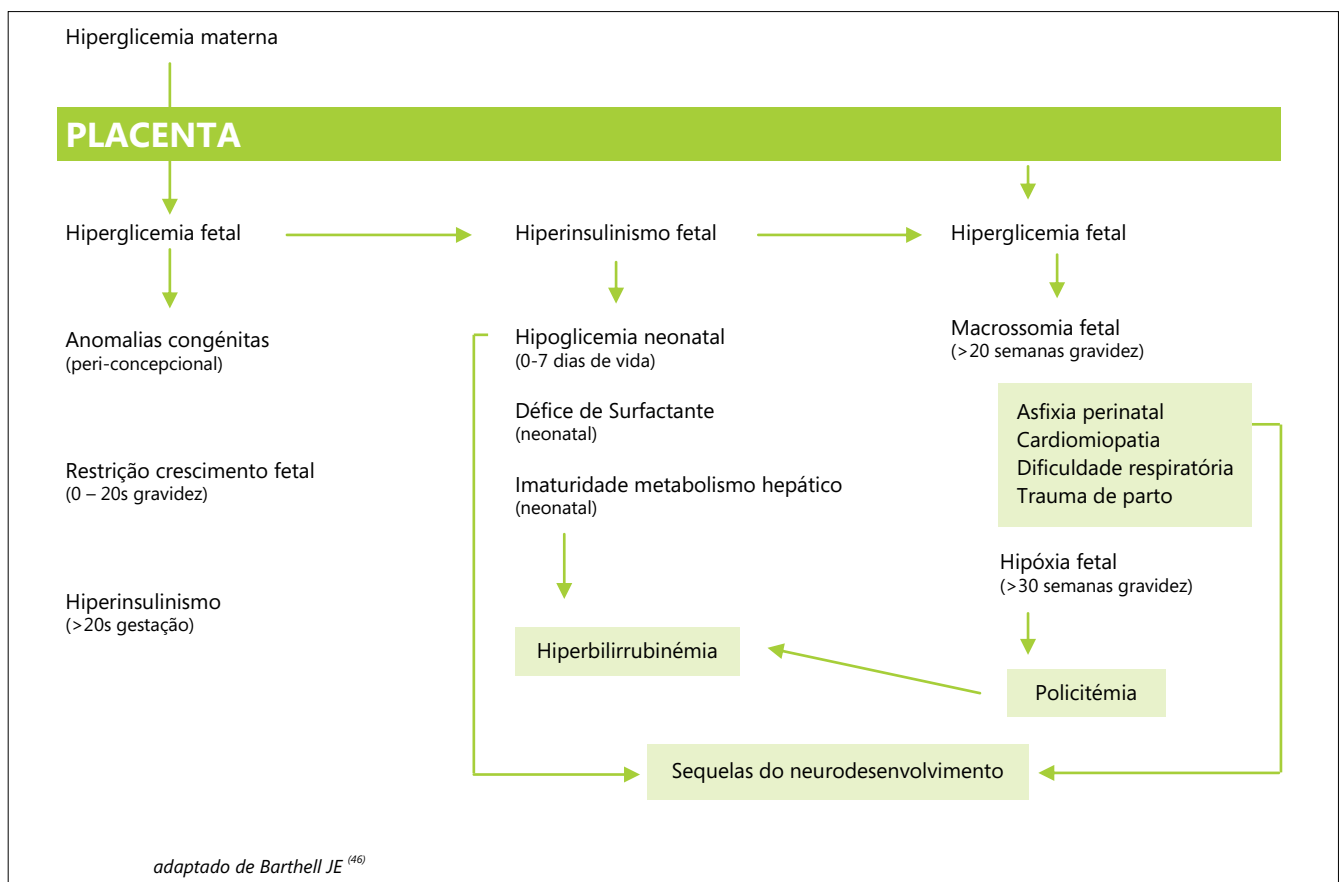 Hiperglicemia materna
PLACENTA
Hiperglicemia fetal
Hiperinsulinismo fetal
Hiperglicemia fetal
Anomalias congénitas
(peri-concepcional)
Restrição crescimento fetal
(0 – 20s gravidez)
Hiperinsulinismo
(>20s gestação)
Hipoglicemia neonatal
(0-7 dias de vida)
Défice de Surfactante
(neonatal)
Imaturidade metabolismo hepático
(neonatal)
Hiperbilirrubinémia
Macrossomia fetal
(>20 semanas gravidez)
Asfixia perinatal
Cardiomiopatia
Dificuldade respiratória
Trauma de parto
Hipóxia fetal
(>30 semanas gravidez)
Policitémia
Sequelas do neurodesenvolvimento
adaptado de Barthell JE (46)